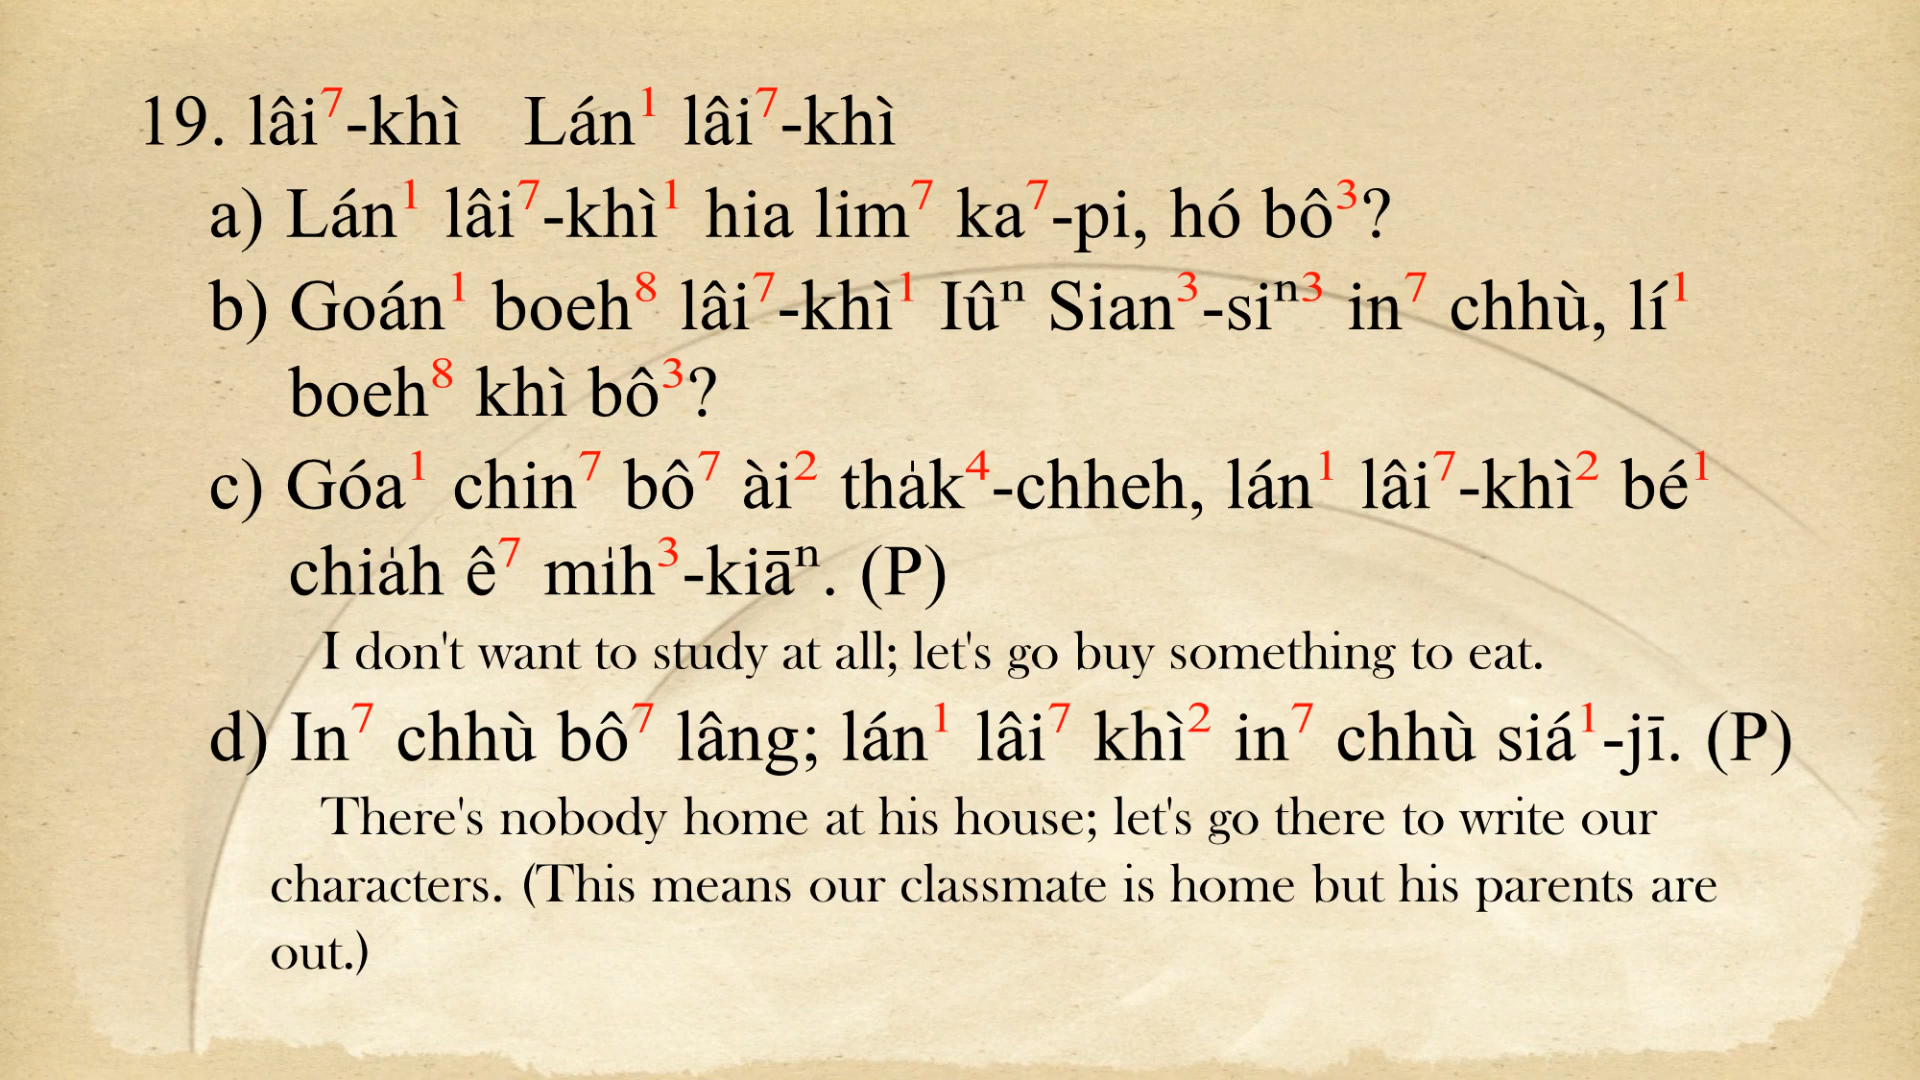 19. lâi⁷-khì Lán¹ lâi⁷-khì
a) Lán¹ lâi⁷-khì¹ hia lim⁷ ka⁷-pi, hó bô³?
b) Goán¹ boeh⁸ lâi⁷-khì¹ Iûⁿ Sian³-siⁿ³ in⁷ chhù, lí¹
boeh⁸ khì bô³?
c) Góa¹ chin⁷ bô⁷ ài² tha̍k⁴-chheh, lán¹ lâi⁷-khì² bé¹
chia̍h ê⁷ mi̍h³-kiāⁿ. (P)
I don't want to study at all; let's go buy something to eat.
d) In⁷ chhù bô⁷ lâng; lán¹ lâi⁷ khì² in⁷ chhù siá¹-jī. (P)
There's nobody home at his house; let's go there to write our
characters. (This means our classmate is home but his parents are
out.)